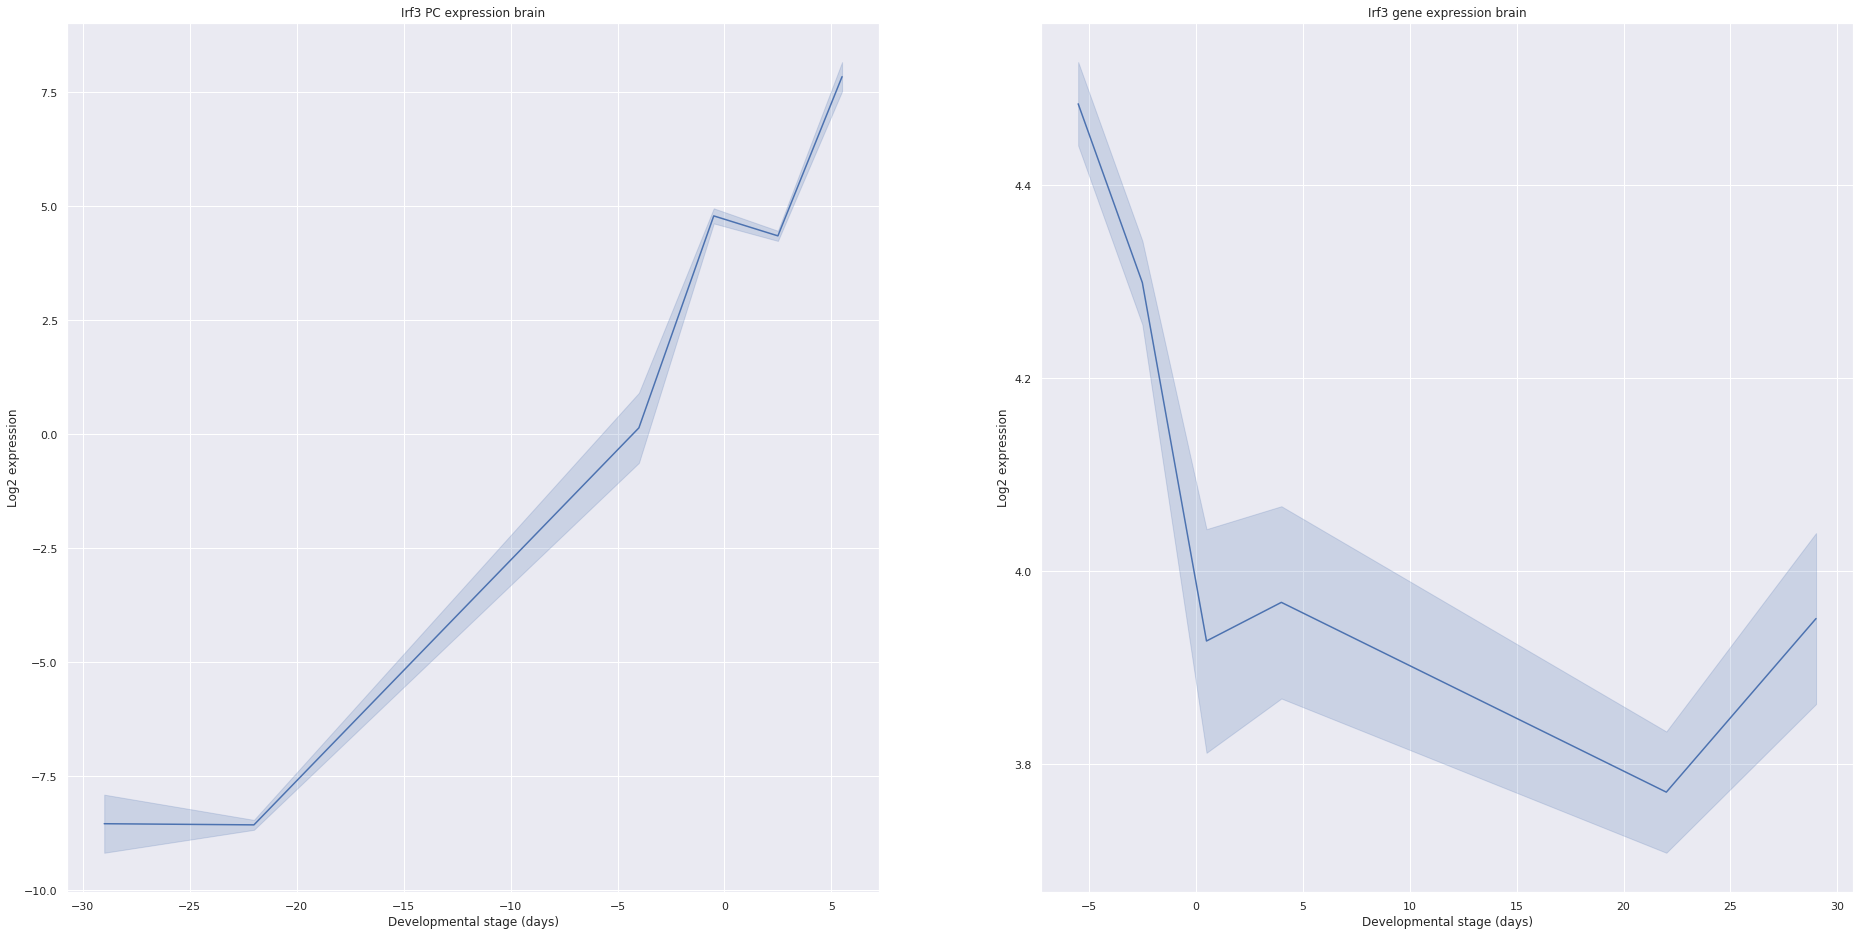 Irf3 PC expression brain
Log2 expression
7.5
5.0
2.5
0.0
−2.5
−5.0
−7.5
−10.0
−30 −25 −20 −15 −10 −5 0 5
Developmental stage (days)
Irf3 gene expression brain
Log2 expression
4.4
4.2
4.0
3.8
−5 0 5 10 15 20 25 30
Developmental stage (days)